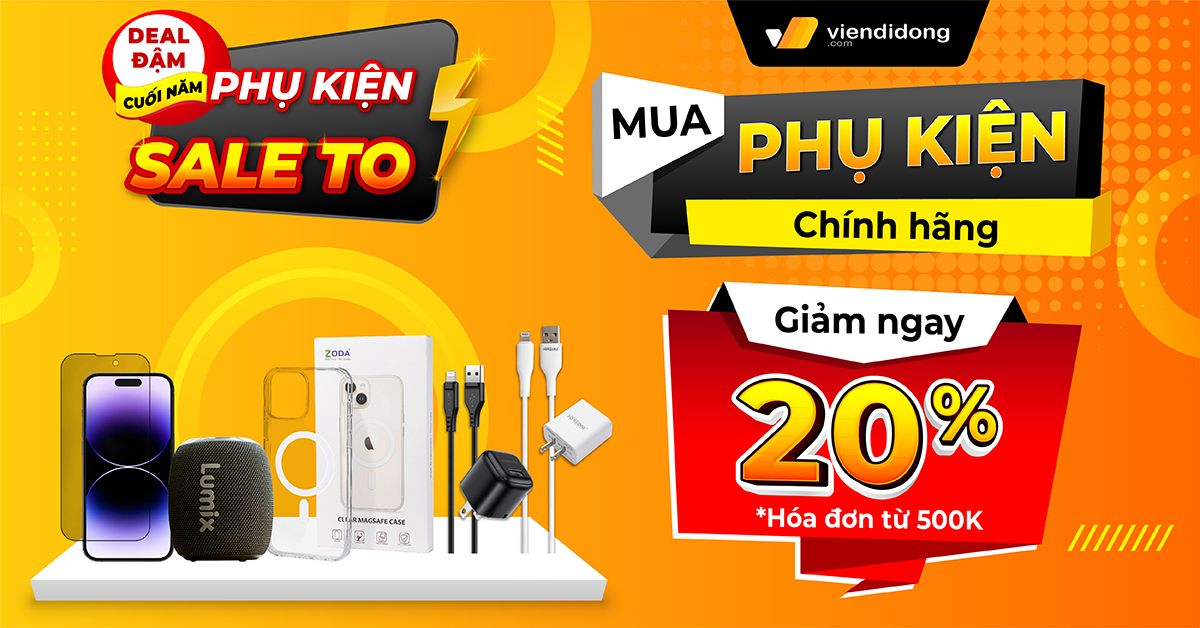 DEAL
ĐẬM
CUỐI NĂM
PHỤ KIỆN
SALE TO
viendidong
.com
MUA
PHỤ KIỆN
Chính hãng
Giảm ngay
20%
*Hóa đơn từ 500K
ZODA
Lumix
CLEAR MAGSAFE CASE